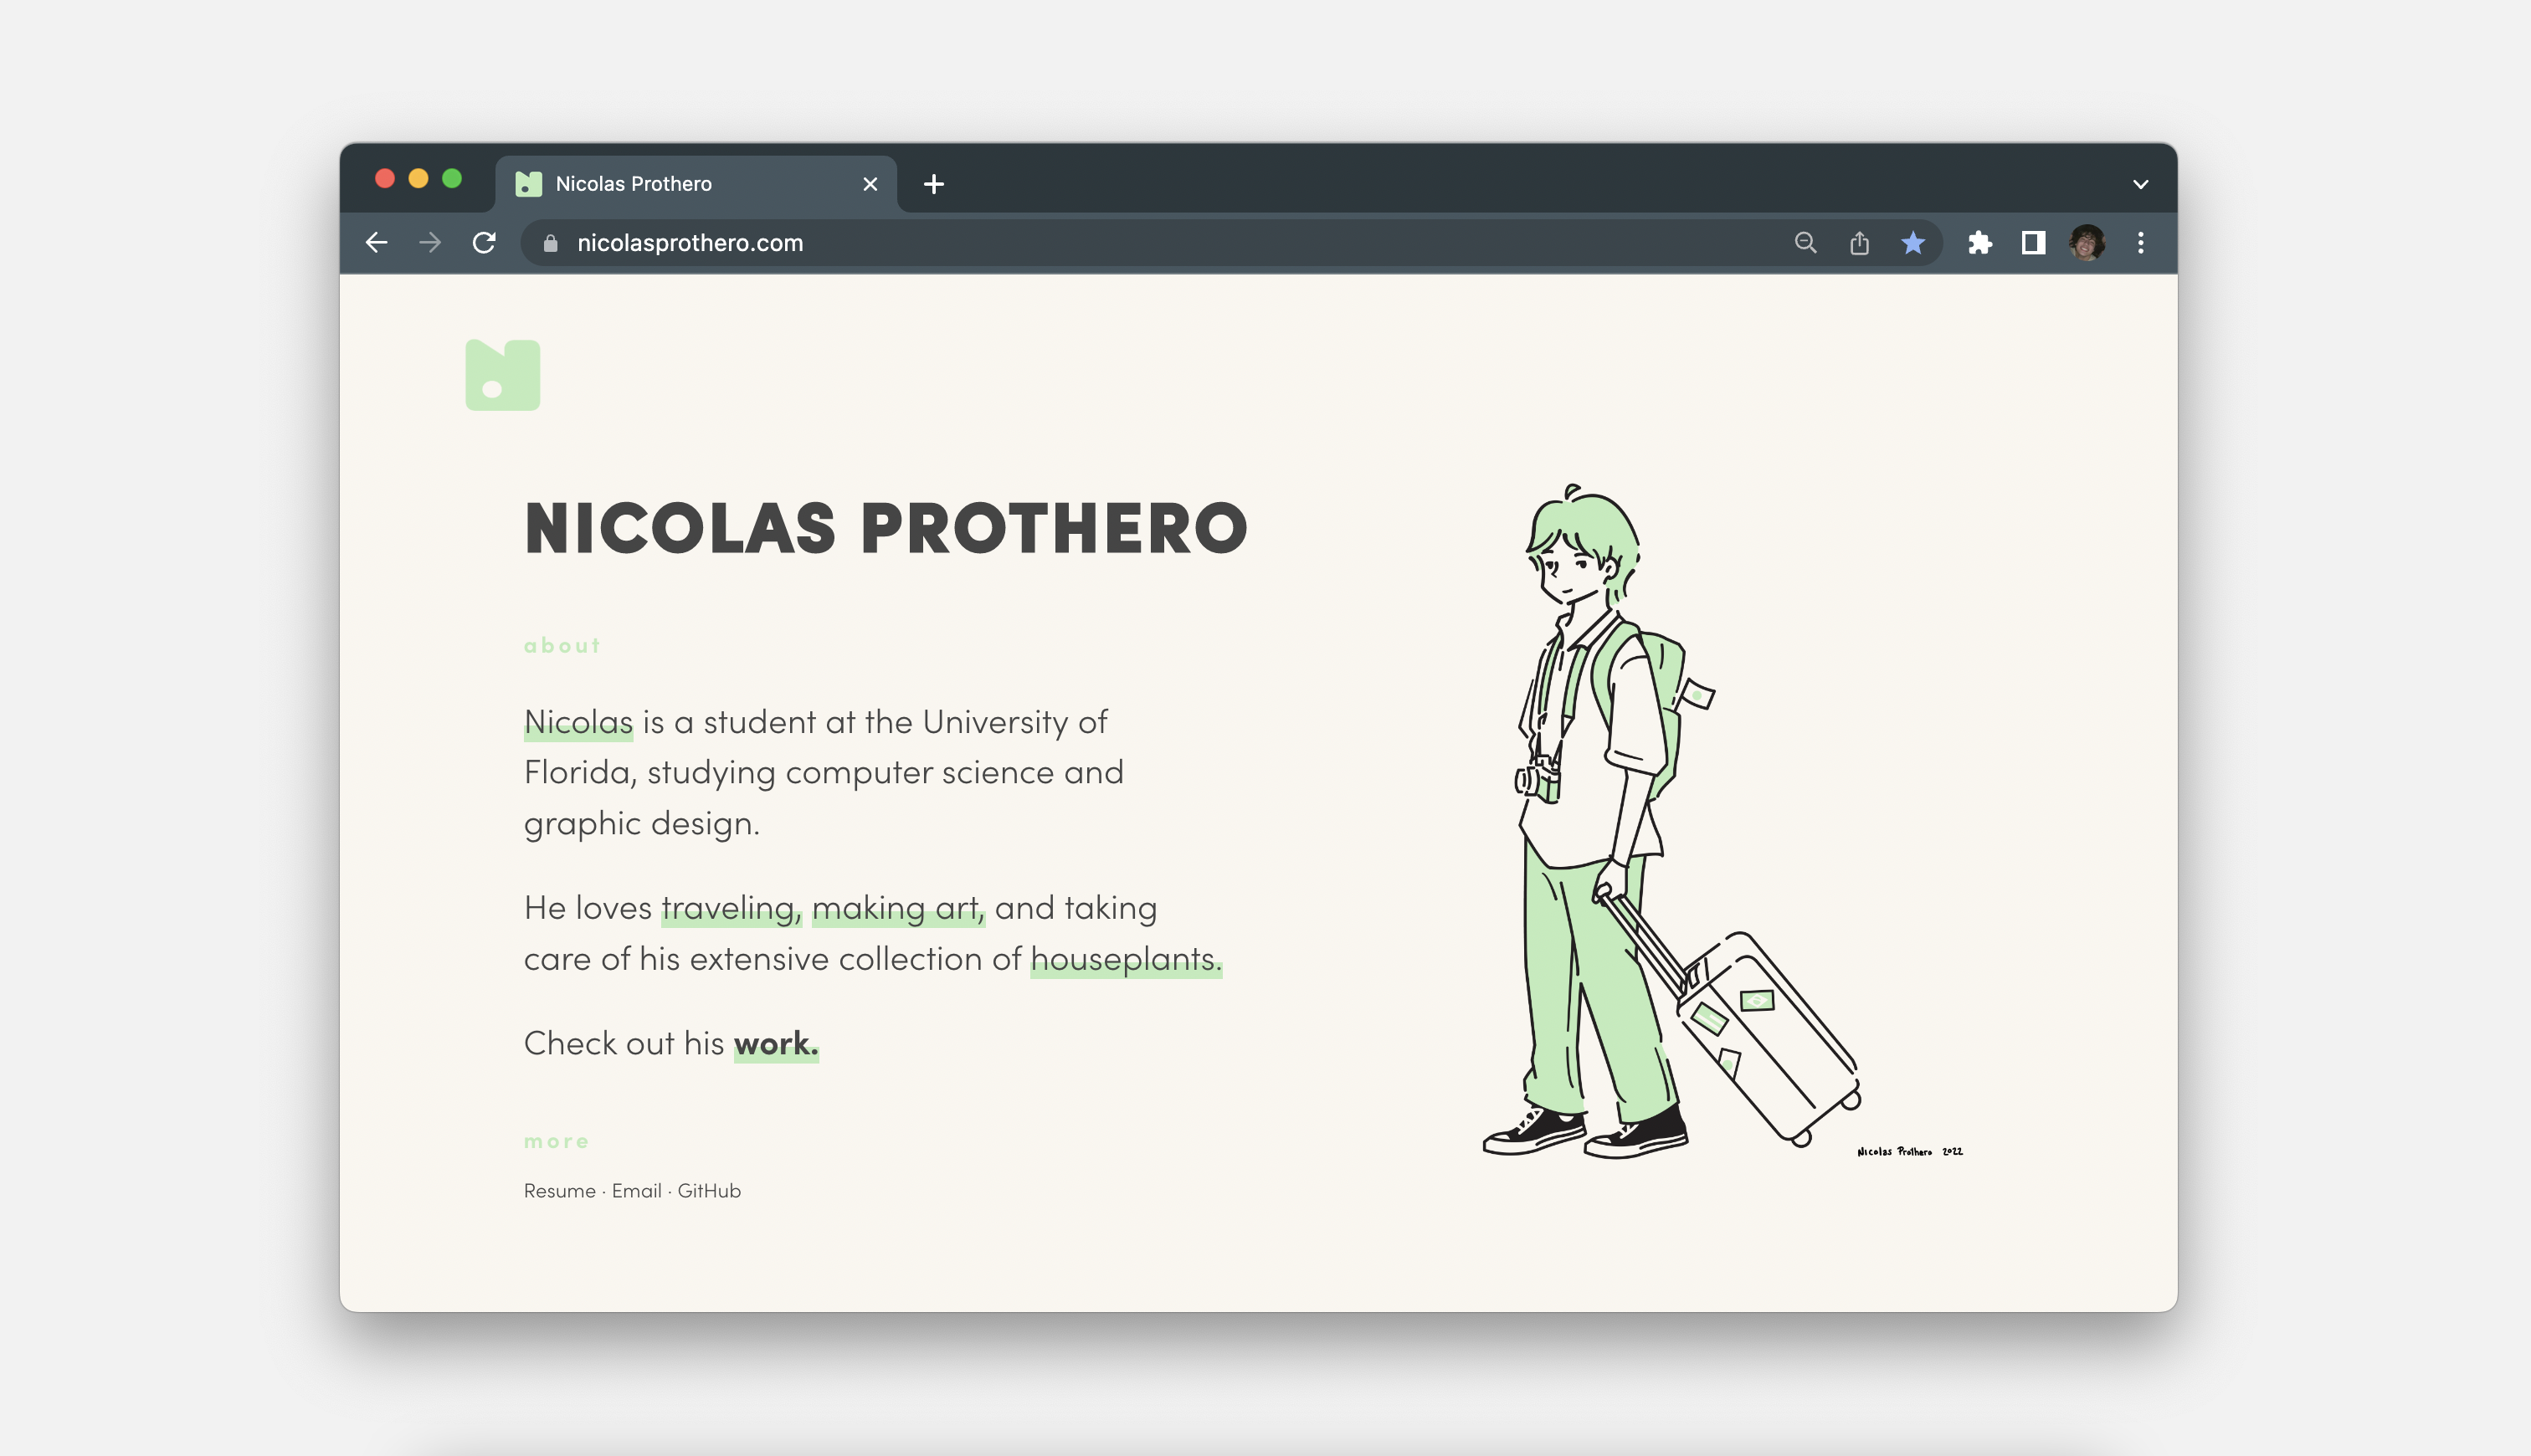 Nicolas Prothero
nicolasprothero.com
NICOLAS PROTHERO
about
Nicolas is a student at the University of
Florida, studying computer science and
graphic design.
He loves traveling, making art, and taking
care of his extensive collection of houseplants.
Check out his work.
more
Resume · Email · GitHub
Nicolas Prothero 2022